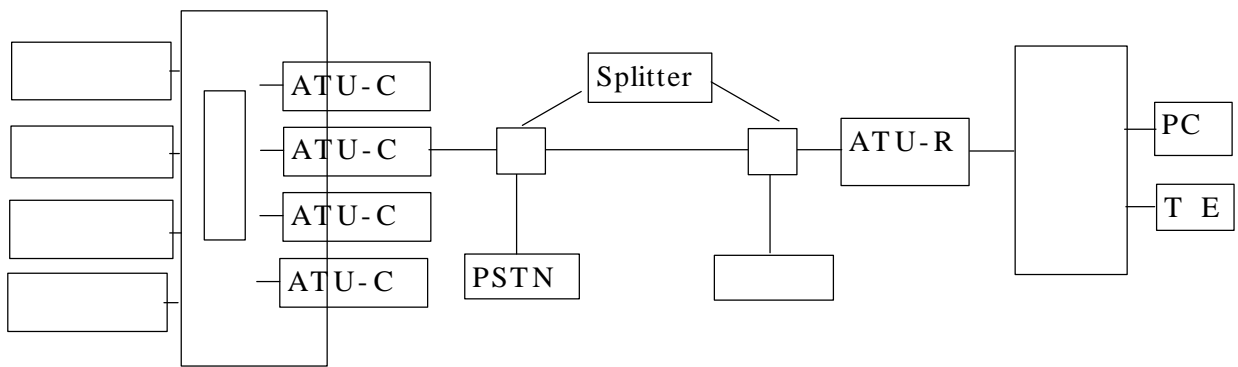 ATU-C
ATU-C
ATU-C
ATU-C
Splitter
PSTN
ATU-R
PC
T E